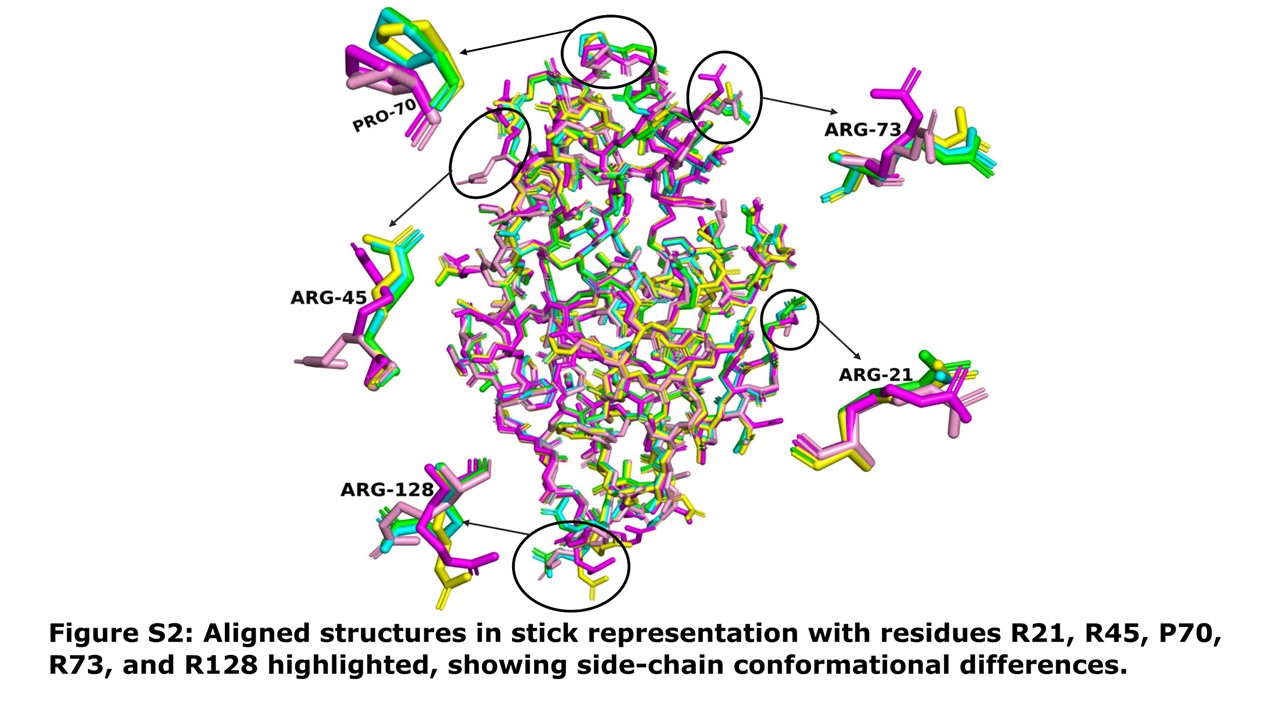 PRO-70
ARG-73
ARG-45
ARG-21
ARG-128
Figure S2: Aligned structures in stick representation with residues R21, R45, P70,
R73, and R128 highlighted, showing side-chain conformational differences.